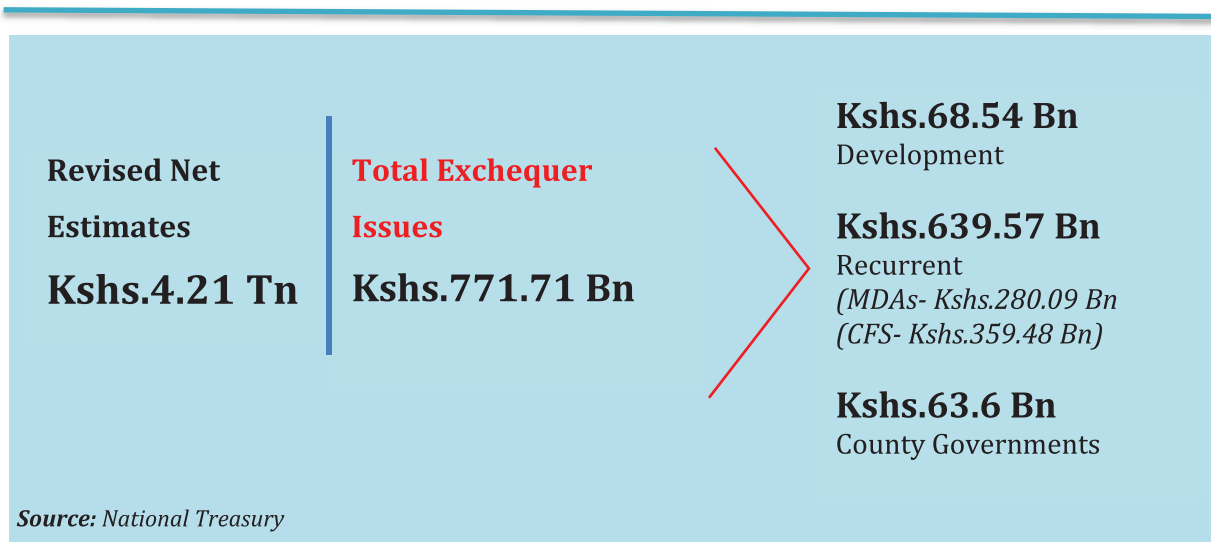 Revised Net
Estimates
Kshs.4.21 Tn
Total Exchequer
Issues
Kshs.771.71 Bn
Kshs.68.54 Bn
Development
Kshs.639.57 Bn
Recurrent
(MDAs- Kshs.280.09 Bn
(CFS- Kshs.359.48 Bn)
Kshs.63.6 Bn
County Governments
Source: National Treasury